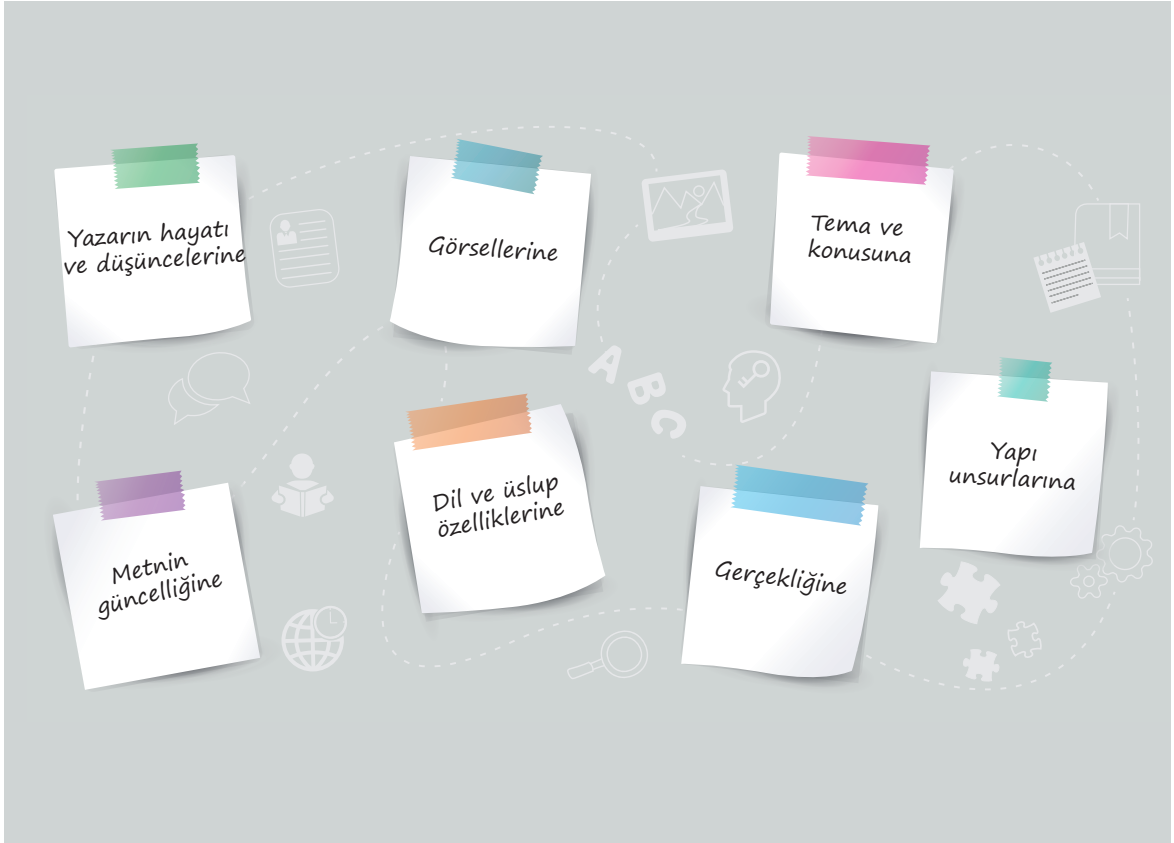 Yazarın hayatı
ve düşüncelerine
Görsellerine
Tema ve
konusuna
Yapı
unsurlarına
Metnin
güncelliğine
Dil ve üslup
özelliklerine
Gerçekliğine
A B C